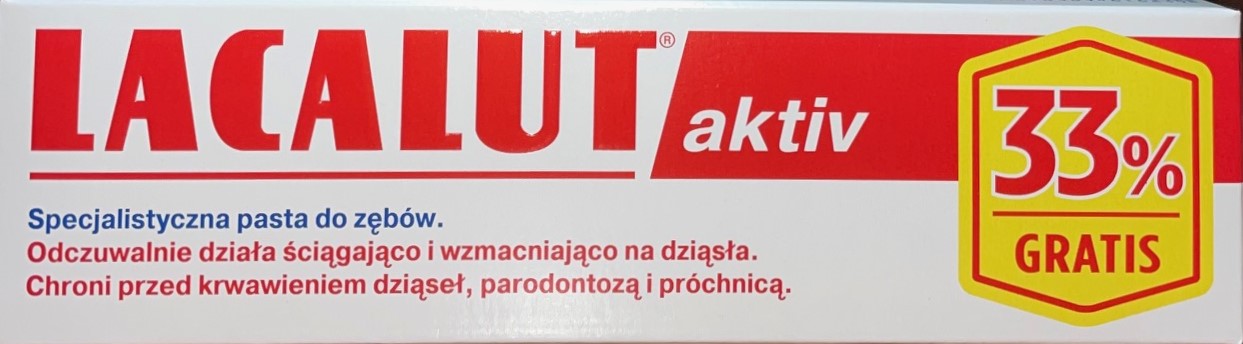 LACALUT® aktiv
33%
GRATIS
Specjalistyczna pasta do zębów.
Odczuwalnie działa ściągająco i wzmacniająco na dziąsła.
Chroni przed krwawieniem dziąseł, parodontozą i próchnicą.